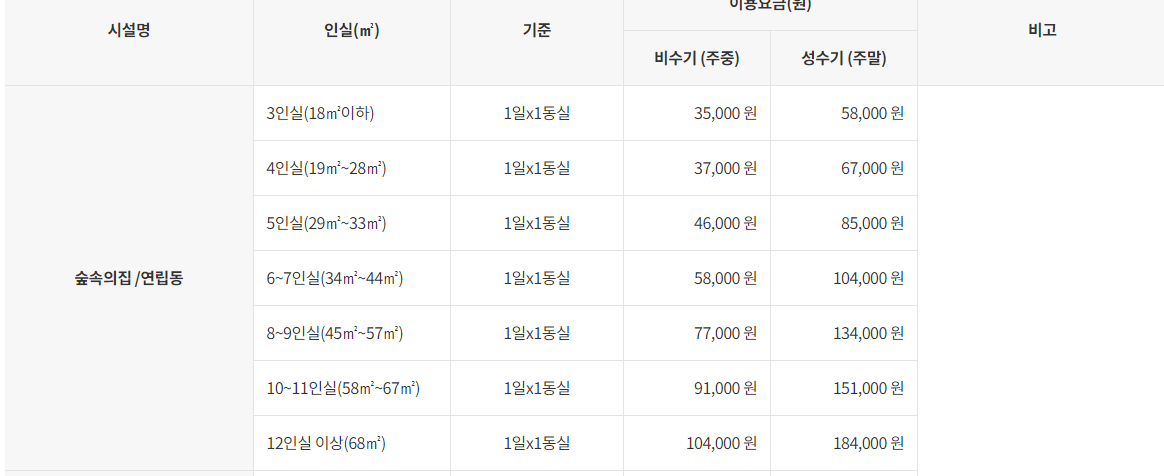 이용요금(원)
시설명 인실(㎡) 기준 비고
비수기 (주중) 성수기 (주말)
3인실(18㎡이하) 1일x1동실 35,000 원 58,000 원
4인실(19㎡~28㎡) 1일x1동실 37,000 원 67,000 원
5인실(29㎡~33㎡) 1일x1동실 46,000 원 85,000 원
숲속의집 /연립동 6~7인실(34㎡~44㎡) 1일x1동실 58,000 원 104,000 원
8~9인실(45㎡~57㎡) 1일x1동실 77,000 원 134,000 원
10~11인실(58㎡~67㎡) 1일x1동실 91,000 원 151,000 원
12인실 이상(68㎡) 1일x1동실 104,000 원 184,000 원